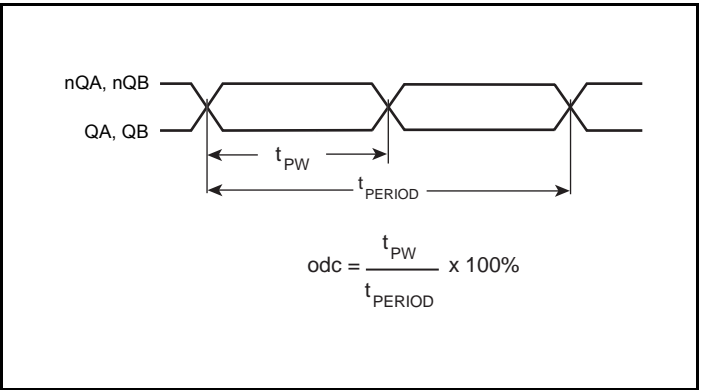 nQA, nQB
QA, QB
tPW
tPERIOD
odc = tPW / tPERIOD x 100%